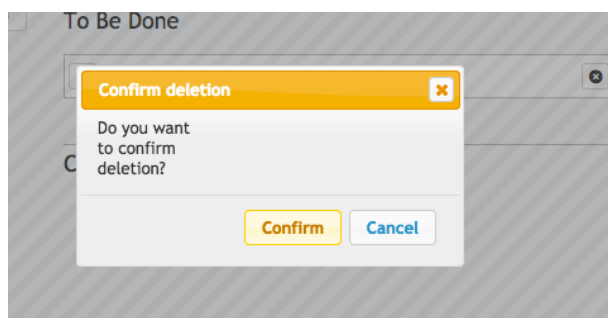 To Be Done
Confirm deletion
Do you want
to confirm
deletion?
C
Confirm
Cancel